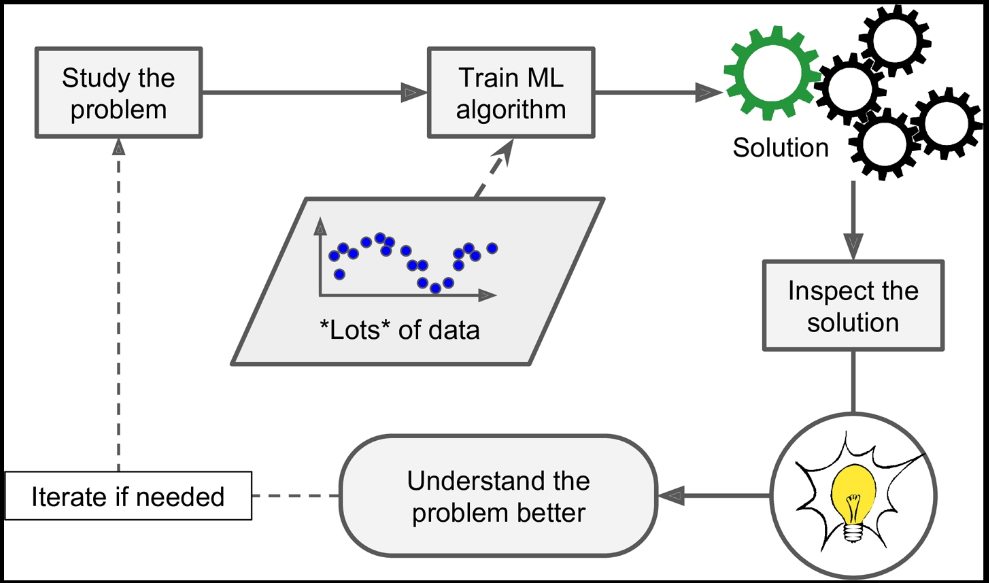 Study the
problem
Train ML
algorithm
Solution
*Lots* of data
Inspect the
solution
Understand the
problem better
Iterate if needed